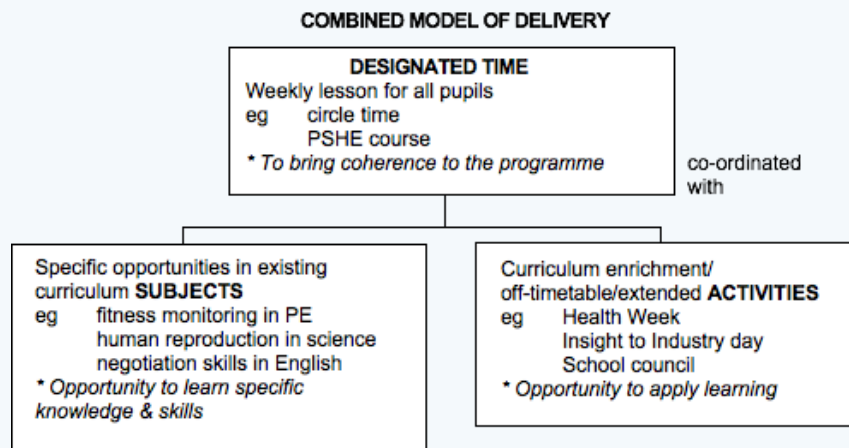 COMBINED MODEL OF DELIVERY
DESIGNATED TIME
Weekly lesson for all pupils
eg circle time
PSHE course
* To bring coherence to the programme
co-ordinated
with
Specific opportunities in existing
curriculum SUBJECTS
eg fitness monitoring in PE
human reproduction in science
negotiation skills in English
* Opportunity to learn specific
knowledge & skills
Curriculum enrichment/
off-timetable/extended ACTIVITIES
eg Health Week
Insight to Industry day
School council
* Opportunity to apply learning